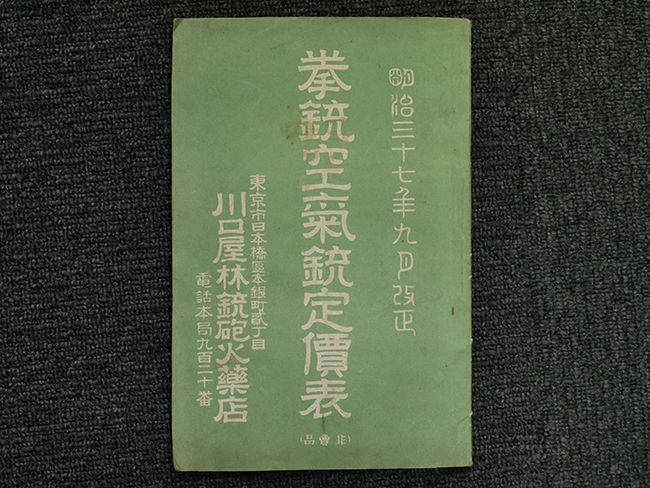 明治三十七年九月改正
拳銃空氣銃定價表
(非賣品)
東京市日本橋區本銀町貳丁目
川口屋林銃砲火藥店
電話本局九百二十番